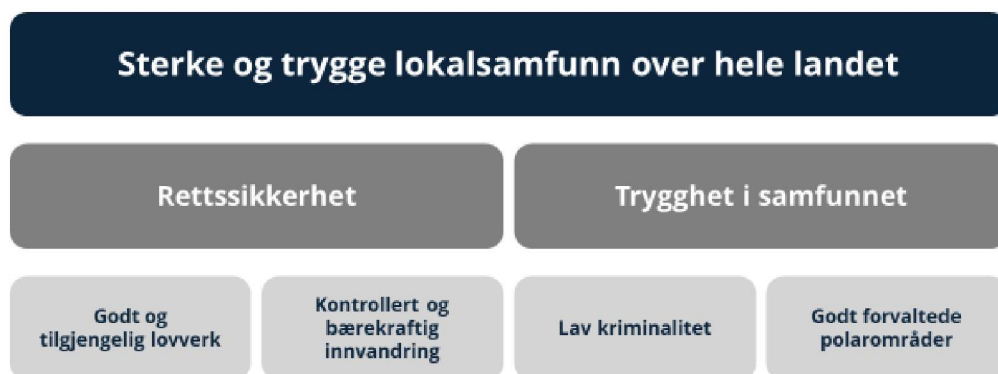 Sterke og trygge lokalsamfunn over hele landet
Rettssikkerhet
Trygghet i samfunnet
Godt og
tilgjengelig lovverk
Kontrollert og
bærekraftig
innvandring
Lav kriminalitet
Godt forvaltede
polarområder